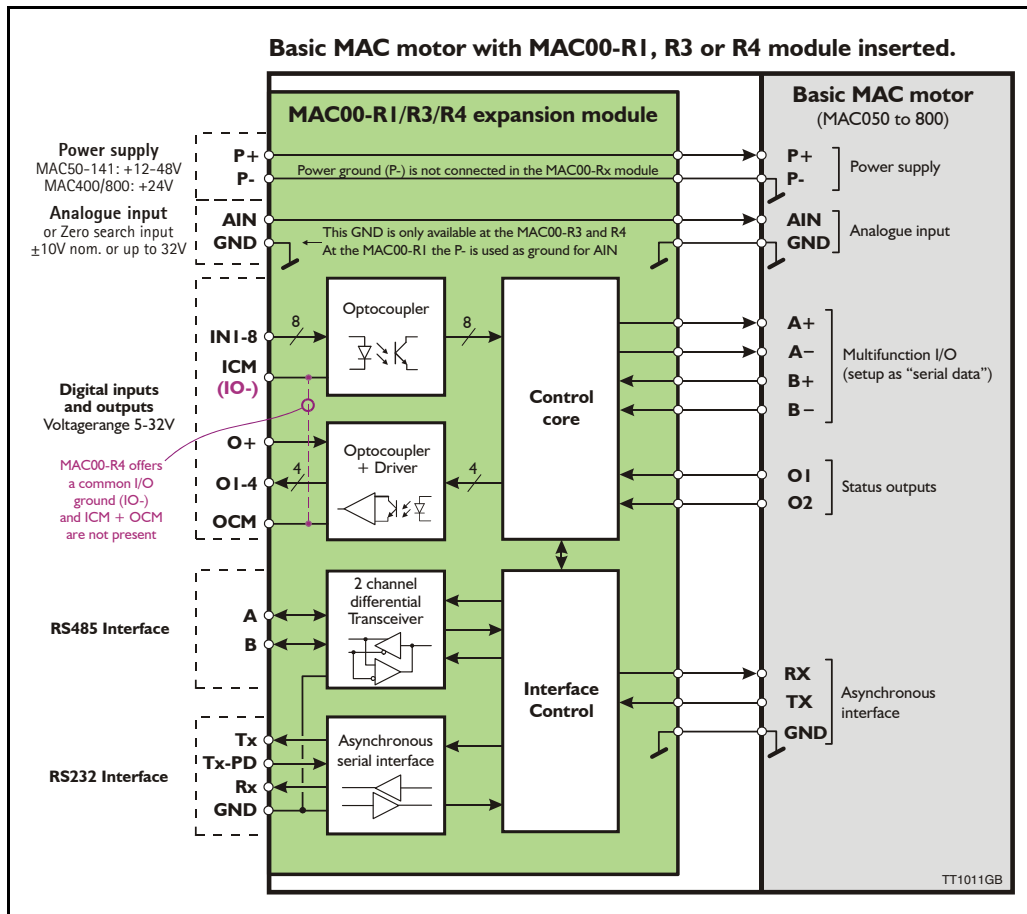 Basic MAC motor with MAC00-R1, R3 or R4 module inserted.
MAC00-R1/R3/R4 expansion module
Basic MAC motor
(MAC050 to 800)
Power supply
MAC50-141: +12-48V
MAC400/800: +24V
P+
P-
Power ground (P-) is not connected in the MAC00-Rx module
P+
P-
Power supply
Analogue input
or Zero search input
±10V nom. or up to 32V
AIN
GND
This GND is only available at the MAC00-R3 and R4
At the MAC00-R1 the P- is used as ground for AIN
AIN
GND
Analogue input
Digital inputs
and outputs
Voltagerange 5-32V
MAC00-R4 offers
a common I/O
ground (IO-)
and ICM + OCM
are not present
IN1-8
ICM
(IO-)
O+
O1-4
OCM
8
Optocoupler
8
4
Optocoupler
+ Driver
4
Control
core
A+
A−
B+
B−
Multifunction I/O
(setup as “serial data”)
O1
O2
Status outputs
RS485 Interface
A
B
2 channel
differential
Transceiver
RS232 Interface
Tx
Tx-PD
Rx
GND
Asynchronous
serial interface
Interface
Control
RX
TX
GND
Asynchronous
interface
TT1011GB